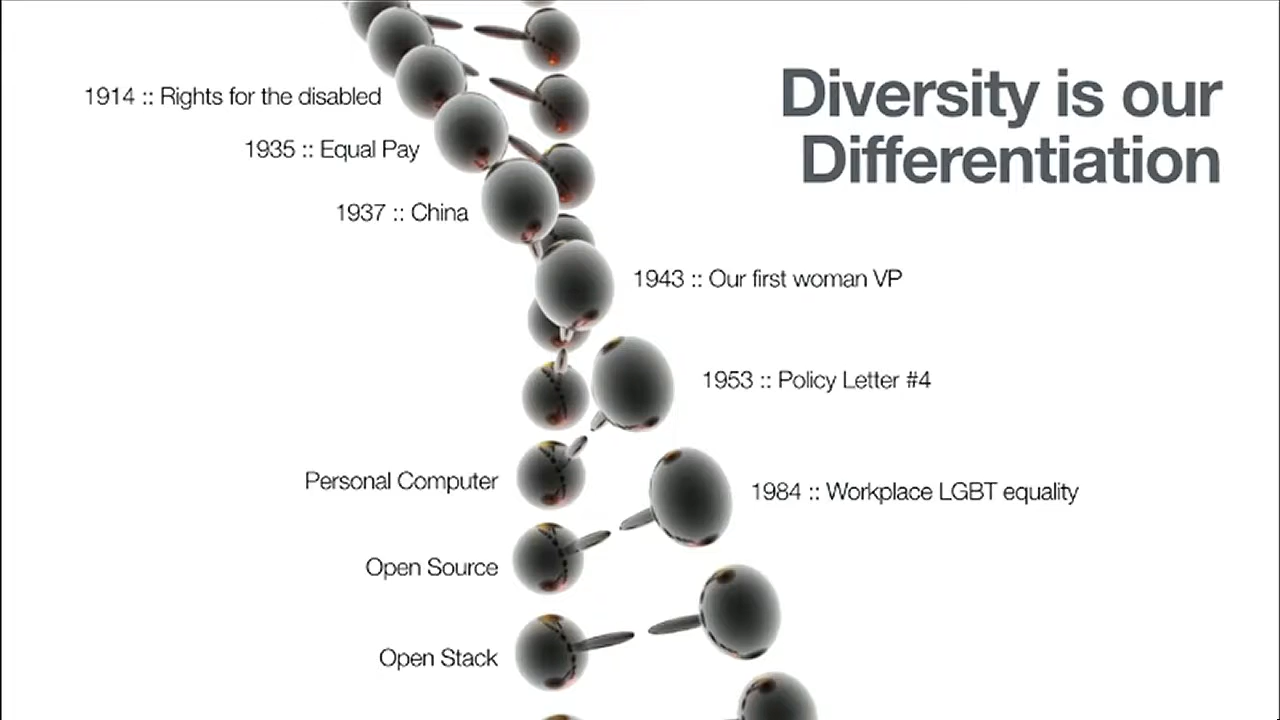 Diversity is our
Differentiation
1914 :: Rights for the disabled
1935 :: Equal Pay
1937 :: China
1943 :: Our first woman VP
1953 :: Policy Letter #4
Personal Computer
1984 :: Workplace LGBT equality
Open Source
Open Stack